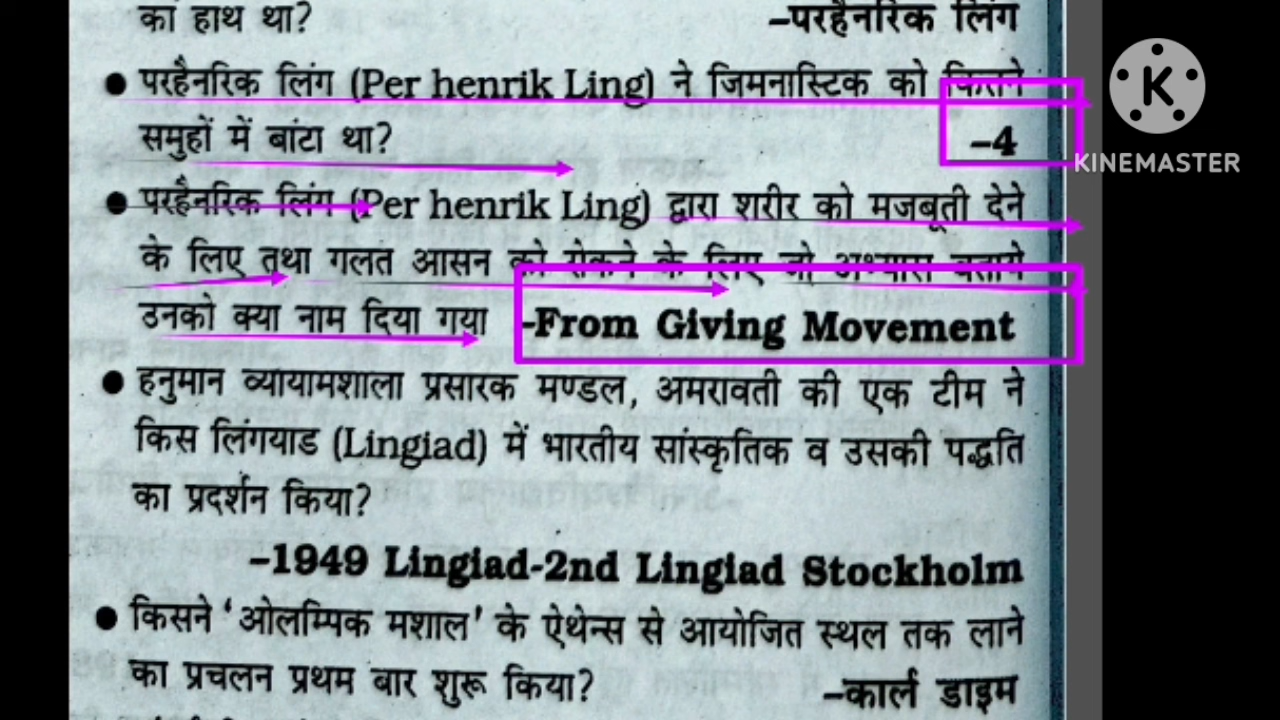 का हाथ था? –परहैनरिक लिंग
● परहैनरिक लिंग (Per henrik Ling) ने जिमनास्टिक को कितने
समुहों में बांटा था? –4
● परहैनरिक लिंग (Per henrik Ling) द्वारा शरीर को मजबूती देने
के लिए तथा गलत आसन को रोकने के लिए जो अभ्यास बताये
उनको क्या नाम दिया गया –From Giving Movement
● हनुमान व्यायामशाला प्रसारक मण्डल, अमरावती की एक टीम ने
किस लिंगयाड (Lingiad) में भारतीय सांस्कृतिक व उसकी पद्धति
का प्रदर्शन किया?
–1949 Lingiad-2nd Lingiad Stockholm
● किसने ‘ओलम्पिक मशाल’ के ऐथेन्स से आयोजित स्थल तक लाने
का प्रचलन प्रथम बार शुरू किया? –कार्ल डाइम
K
KINEMASTER